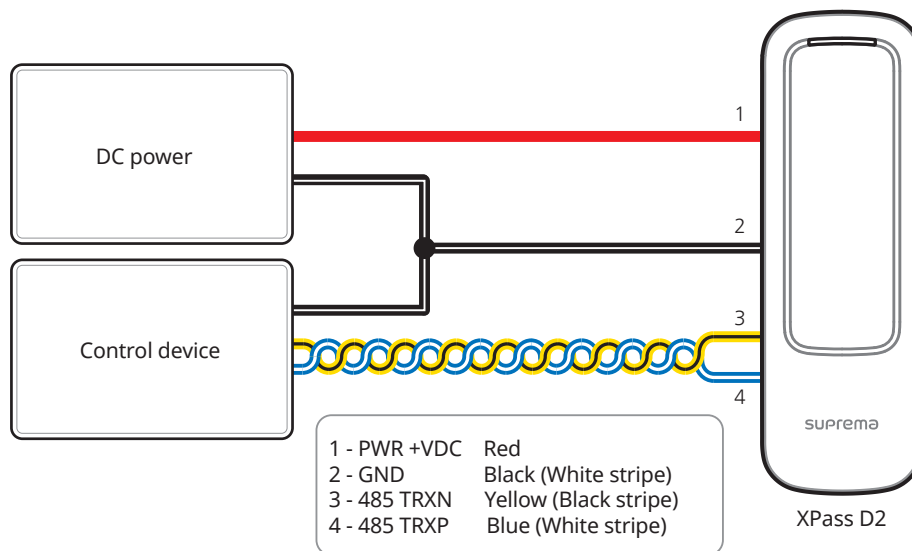 DC power
1
2
Control device
3
4
suprema
XPass D2
1 - PWR +VDC Red
2 - GND Black (White stripe)
3 - 485 TRXN Yellow (Black stripe)
4 - 485 TRXP Blue (White stripe)